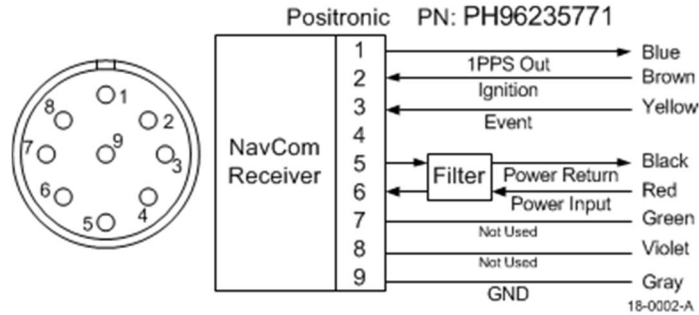 Positronic PN: PH96235771
1
2
3
4
5
6
7
8
9
NavCom
Receiver
1
2
3
4
5
6
7
8
9
1PPS Out
Blue
Brown
Ignition
Yellow
Event
Filter
Black
Power Return
Red
Power Input
Green
Not Used
Violet
Not Used
Gray
GND
18-0002-A